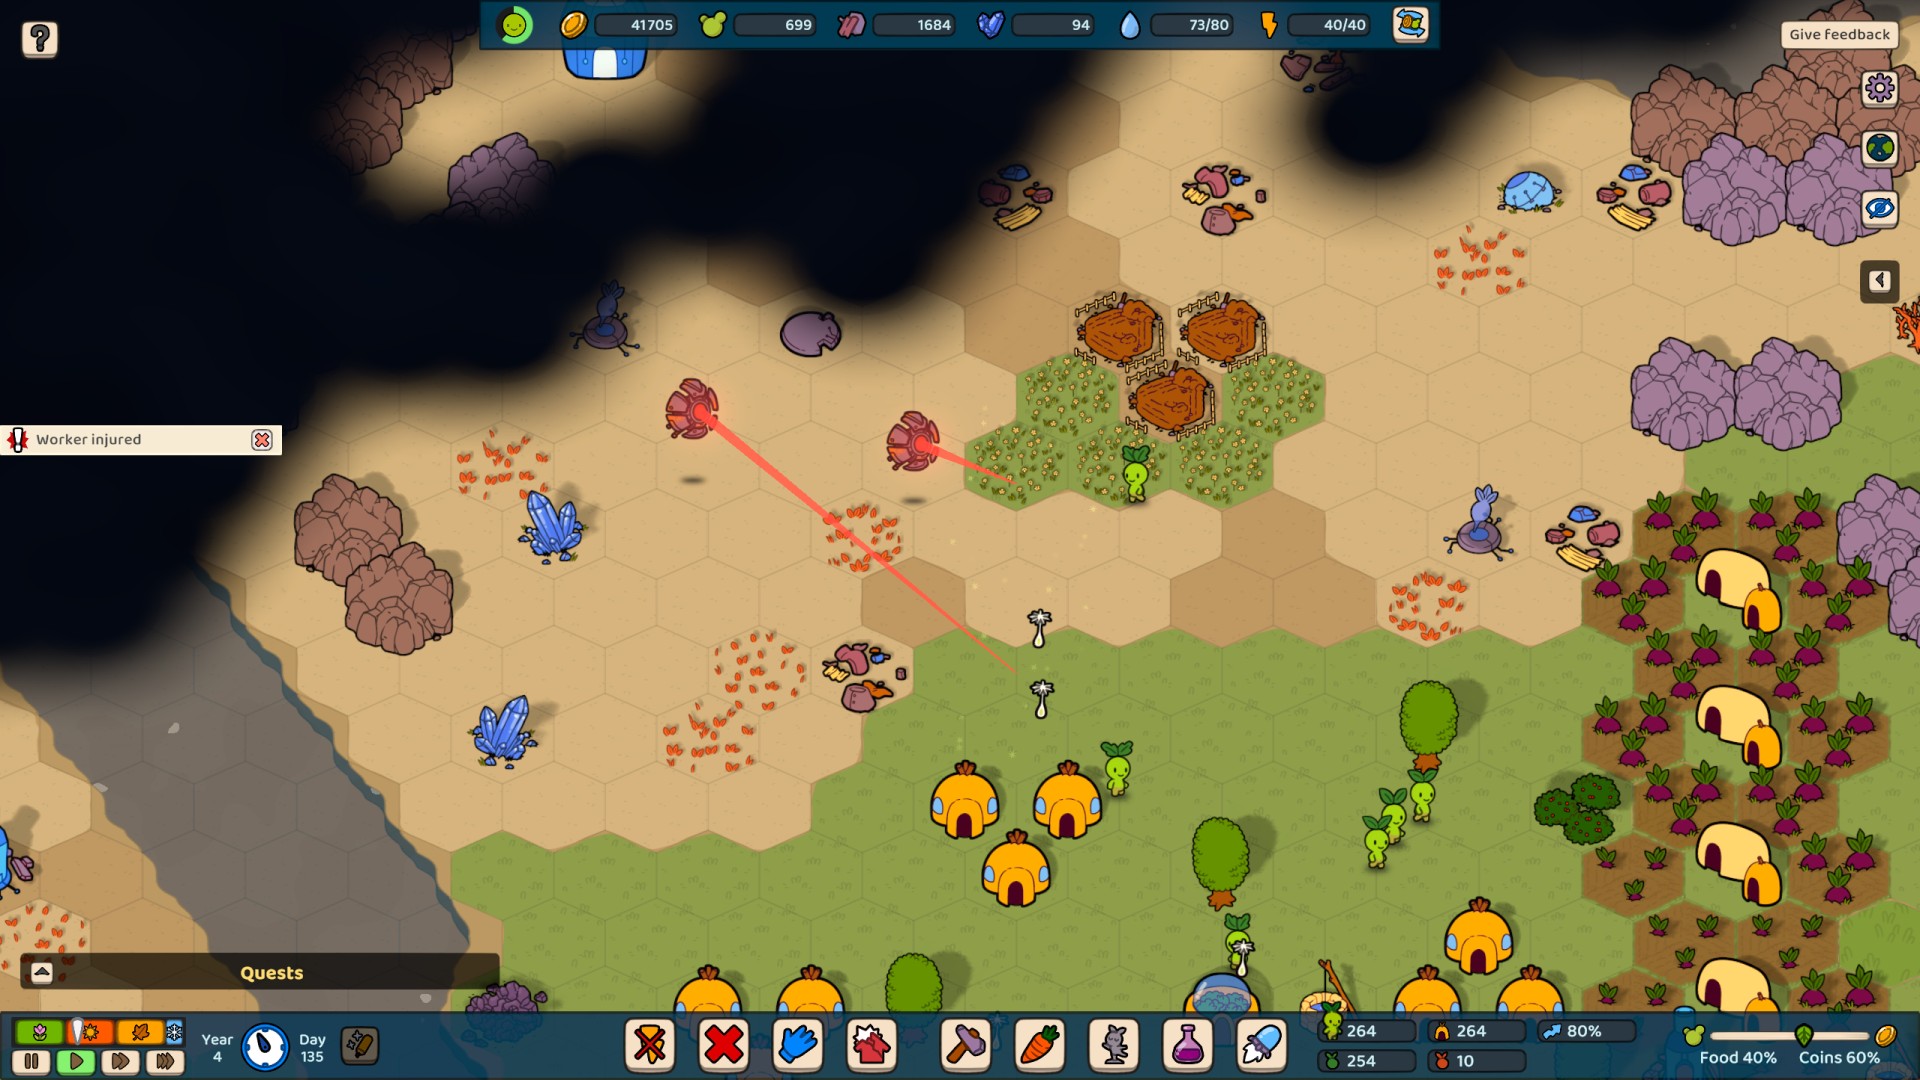 41705
699
1684
94
73/80
40/40
Give feedback
?
Worker injured
Quests
Year
4
Day
135
264
264
80%
254
10
Food 40%
Coins 60%